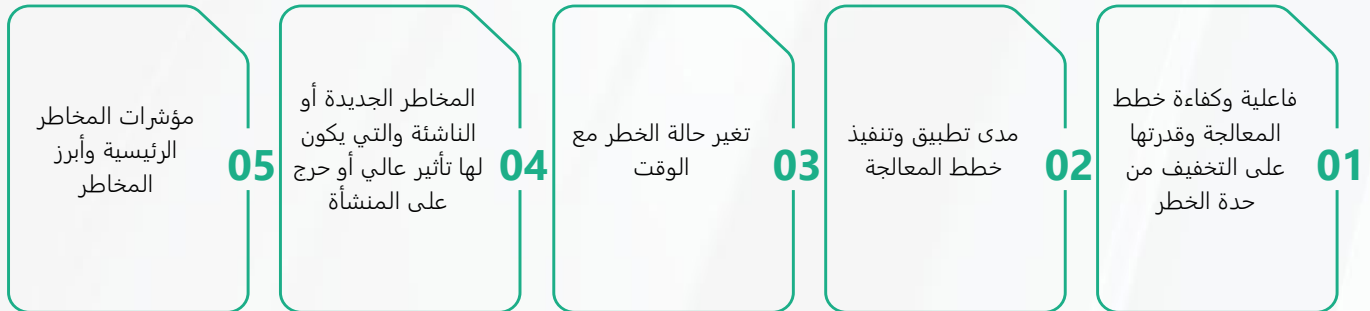 01
فاعلية وكفاءة خطط
المعالجة وقدرتها
على التخفيف من
حدة الخطر
02
مدى تطبيق وتنفيذ
خطط المعالجة
03
تغير حالة الخطر مع
الوقت
04
المخاطر الجديدة أو
الناشئة والتي يكون
لها تأثير عالي أو حرج
على المنشأة
05
مؤشرات المخاطر
الرئيسية وأبرز
المخاطر